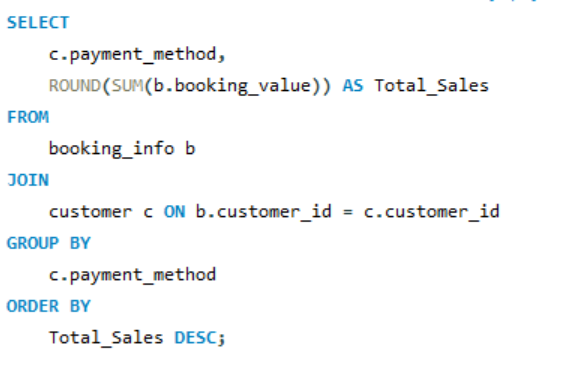 SELECT
c.payment_method,
ROUND(SUM(b.booking_value)) AS Total_Sales
FROM
booking_info b
JOIN
customer c ON b.customer_id = c.customer_id
GROUP BY
c.payment_method
ORDER BY
Total_Sales DESC;